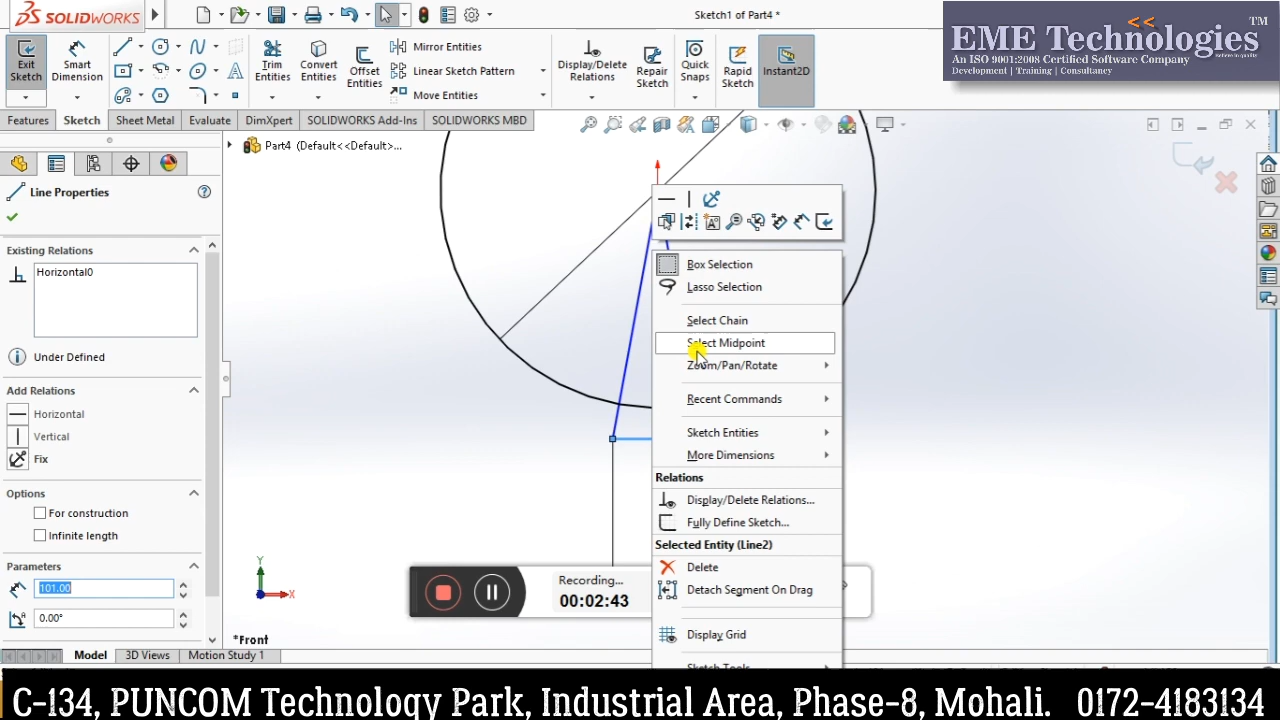 SOLIDWORKS
Sketch1 of Part4 *
<<
TM
EME Technologies
Where is quality
An ISO 9001:2008 Certified Software Company
Development | Training | Consultancy
Exit Sketch
Smart Dimension
Trim Entities
Convert Entities
Offset Entities
Mirror Entities
Linear Sketch Pattern
Move Entities
Display/Delete Relations
Repair Sketch
Quick Snaps
Rapid Sketch
Instant2D
Features
Sketch
Sheet Metal
Evaluate
DimXpert
SOLIDWORKS Add-Ins
SOLIDWORKS MBD
Part4 (Default<<Default>...
Line Properties
Existing Relations
Horizontal0
Under Defined
Add Relations
Horizontal
Vertical
Fix
Options
For construction
Infinite length
Parameters
101.00
0.00°
Box Selection
Lasso Selection
Select Chain
Select Midpoint
Zoom/Pan/Rotate
Recent Commands
Sketch Entities
More Dimensions
Relations
Display/Delete Relations...
Fully Define Sketch...
Selected Entity (Line2)
Delete
Detach Segment On Drag
Display Grid
Sketch Tools
Recording...
00:02:43
Y
X
*Front
Model
3D Views
Motion Study 1
C-134, PUNCOM Technology Park, Industrial Area, Phase-8, Mohali. 0172-4183134